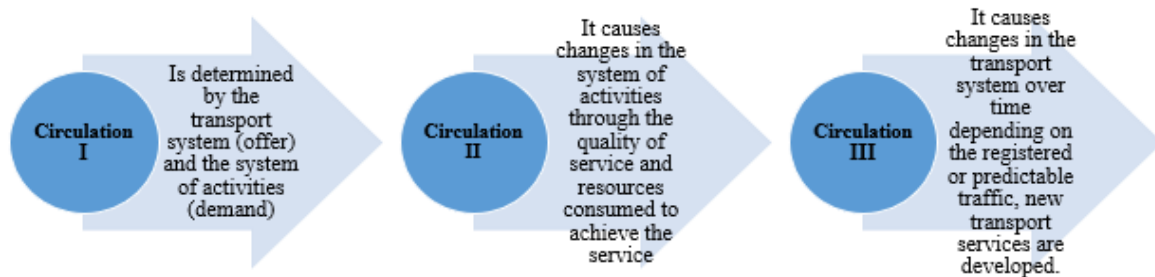 Circulation
I
Is determined
by the
transport
system (offer)
and the system
of activities
(demand)
Circulation
II
It causes
changes in the
system of
activities
through the
quality of
service and
resources
consumed to
achieve the
service
Circulation
III
It causes
changes in the
transport
system over
time
depending on
the registered
or predictable
traffic, new
transport
services are
developed.